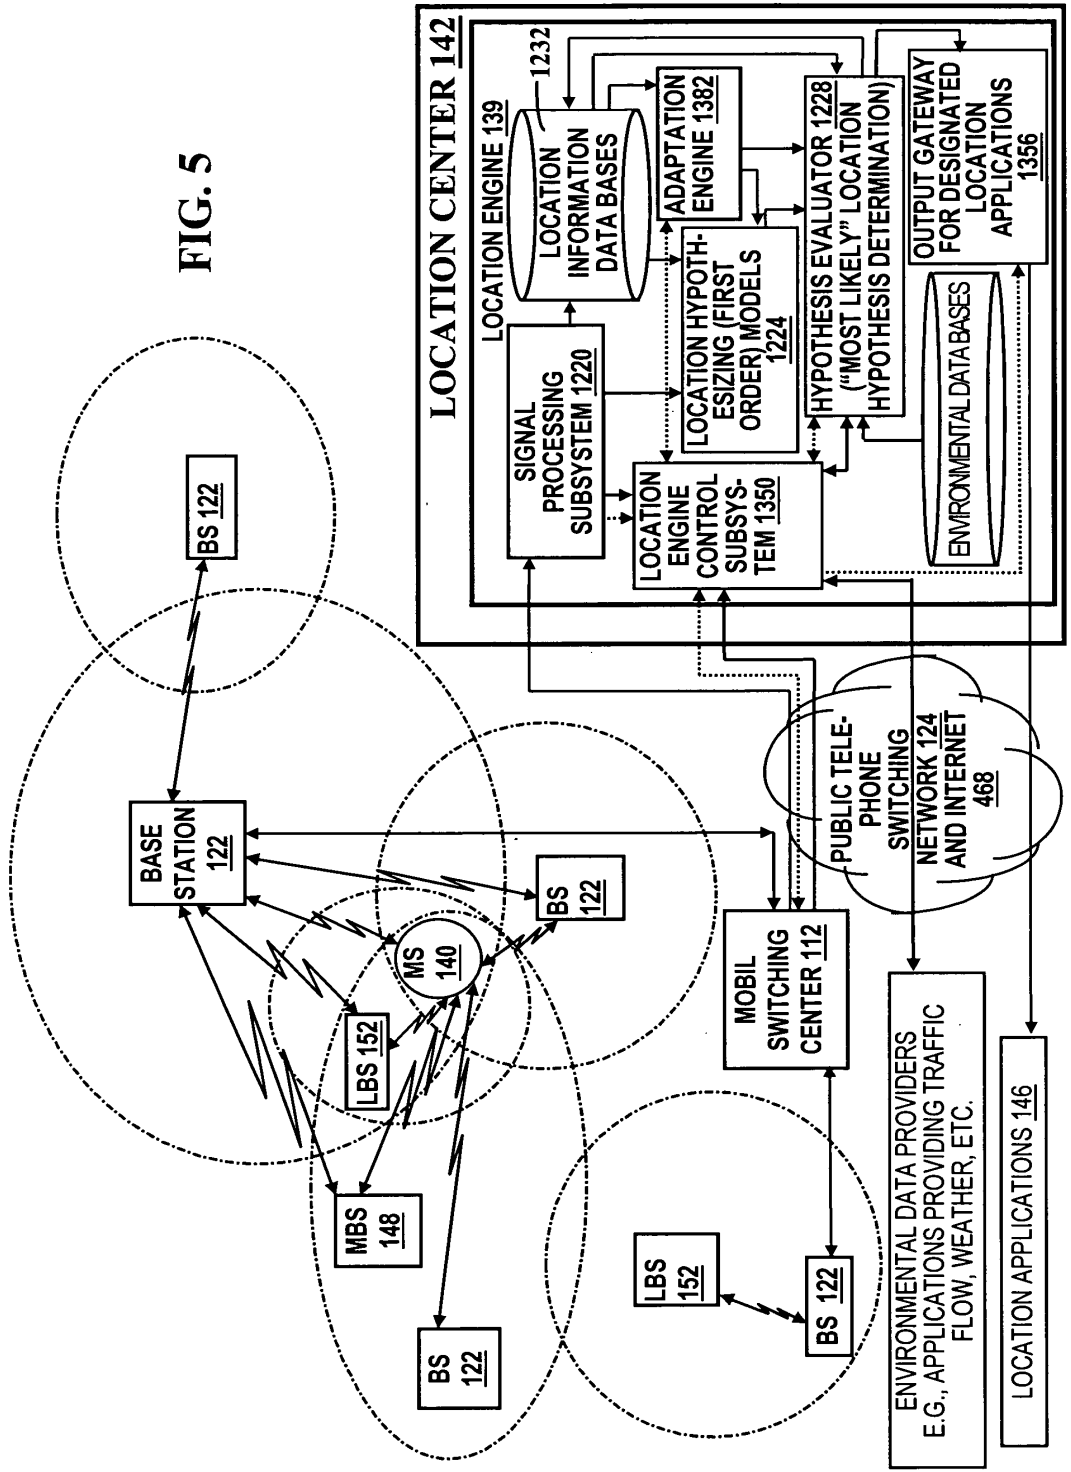 FIG. 5
BS 122
BASE
STATION
122
BS
122
MS
140
LBS 152
MBS
148
BS
122
LBS
152
BS 122
MOBIL
SWITCHING
CENTER 112
PUBLIC TELE-
PHONE
SWITCHING
NETWORK 124
AND INTERNET
468
ENVIRONMENTAL DATA PROVIDERS
E.G., APPLICATIONS PROVIDING TRAFFIC
FLOW, WEATHER, ETC.
LOCATION APPLICATIONS 146
LOCATION CENTER 142
LOCATION ENGINE 139
1232
LOCATION
INFORMATION
DATA BASES
SIGNAL
PROCESSING
SUBSYSTEM 1220
ADAPTATION
ENGINE 1382
LOCATION HYPOTH-
ESIZING (FIRST
ORDER) MODELS
1224
LOCATION
ENGINE
CONTROL
SUBSYS-
TEM 1350
HYPOTHESIS EVALUATOR 1228
("MOST LIKELY" LOCATION
HYPOTHESIS DETERMINATION)
OUTPUT GATEWAY
FOR DESIGNATED
LOCATION
APPLICATIONS
1356
ENVIRONMENTAL DATA BASES